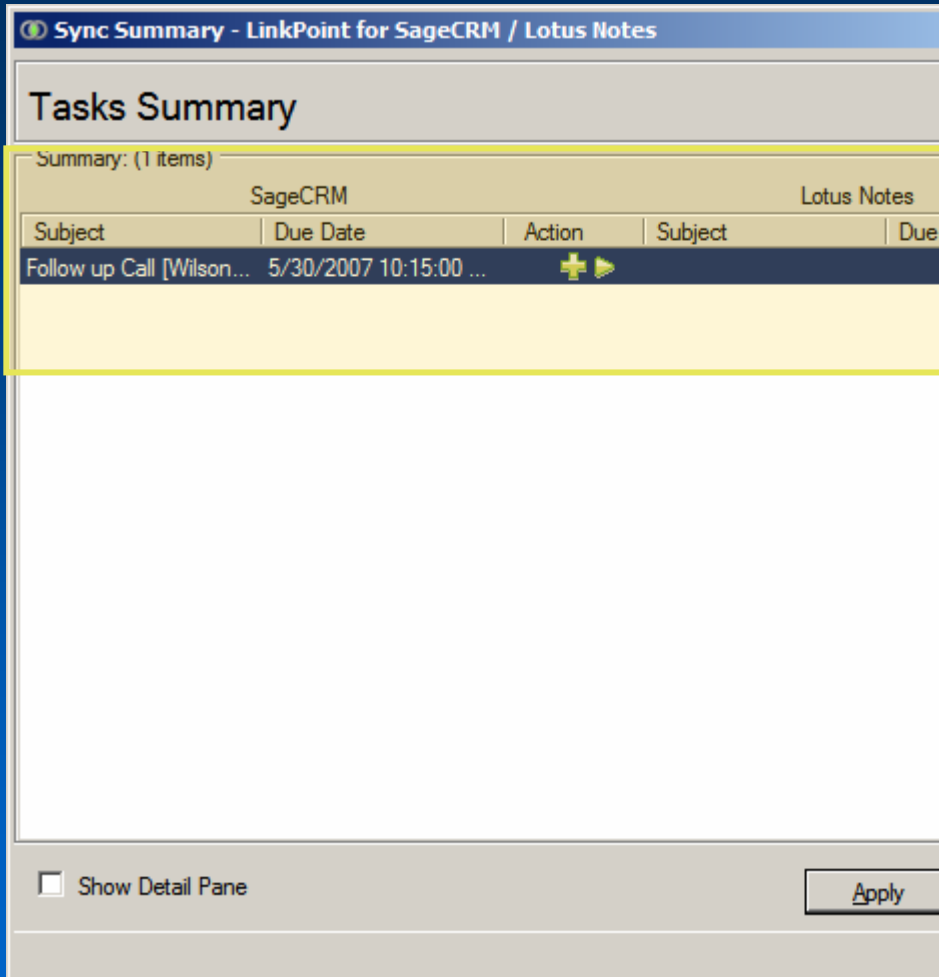 Sync Summary - LinkPoint for SageCRM / Lotus Notes
Tasks Summary
Summary: (1 items)
SageCRM Lotus Notes
Subject Due Date Action Subject Due
Follow up Call [Wilson... 5/30/2007 10:15:00 ...
Show Detail Pane Apply